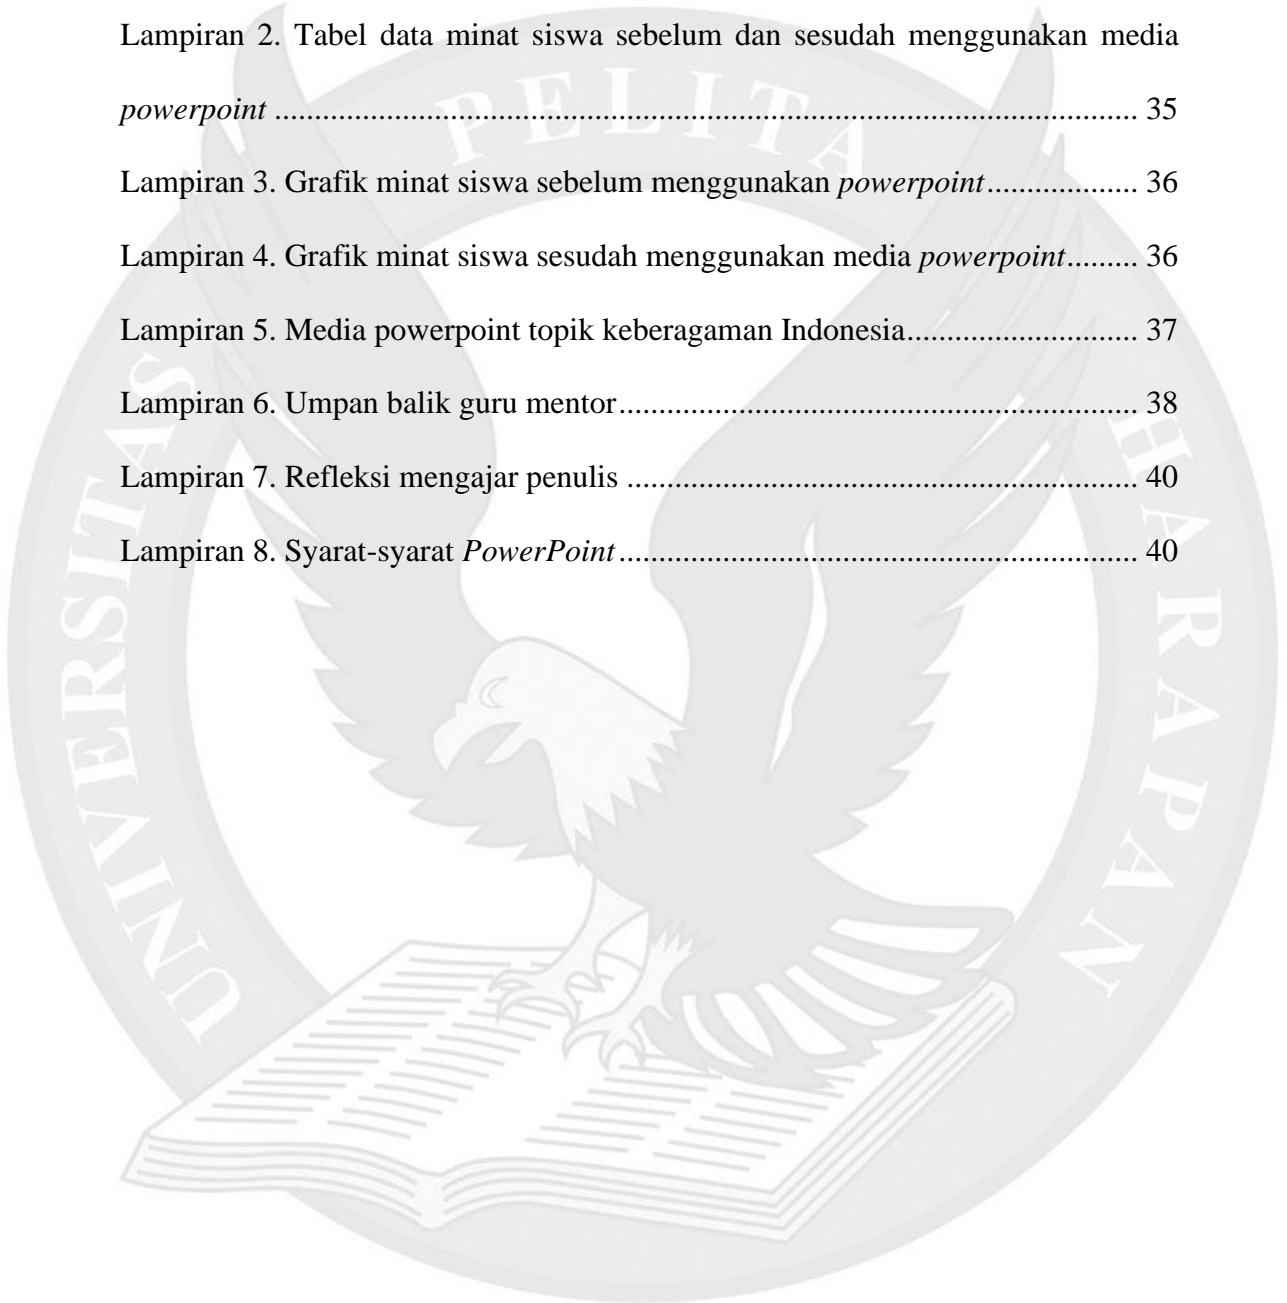 Lampiran 2. Tabel data minat siswa sebelum dan sesudah menggunakan media
powerpoint .......................................................................................................... 35
Lampiran 3. Grafik minat siswa sebelum menggunakan powerpoint................... 36
Lampiran 4. Grafik minat siswa sesudah menggunakan media powerpoint......... 36
Lampiran 5. Media powerpoint topik keberagaman Indonesia............................. 37
Lampiran 6. Umpan balik guru mentor................................................................. 38
Lampiran 7. Refleksi mengajar penulis ................................................................ 40
Lampiran 8. Syarat-syarat PowerPoint................................................................. 40
UNIVERSITAS PELITA HARAPAN